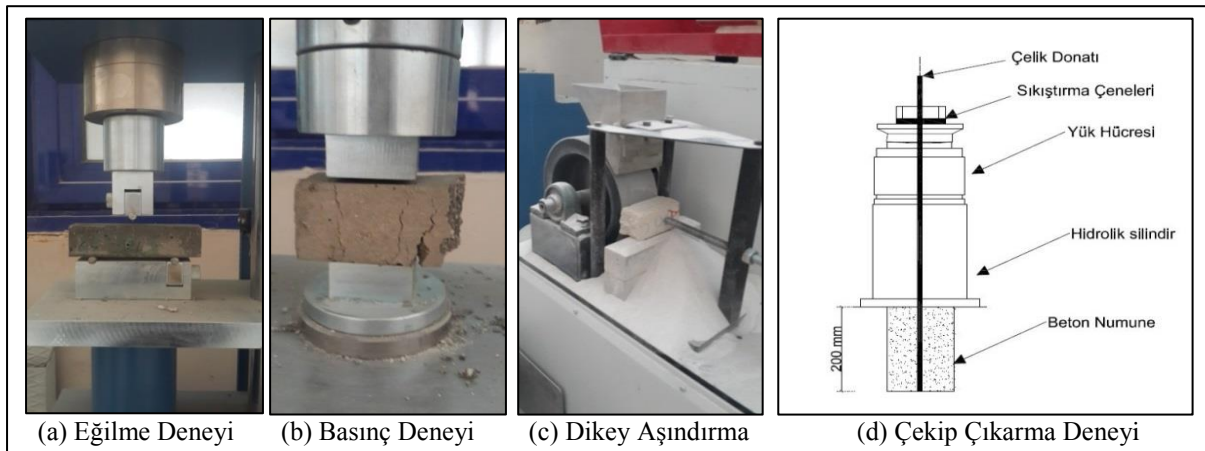 Çelik Donatı
Sıkıştırma Çeneleri
Yük Hücresi
Hidrolik silindir
Beton Numune
200 mm
(a) Eğilme Deneyi
(b) Basınç Deneyi
(c) Dikey Aşındırma
(d) Çekip Çıkarma Deneyi